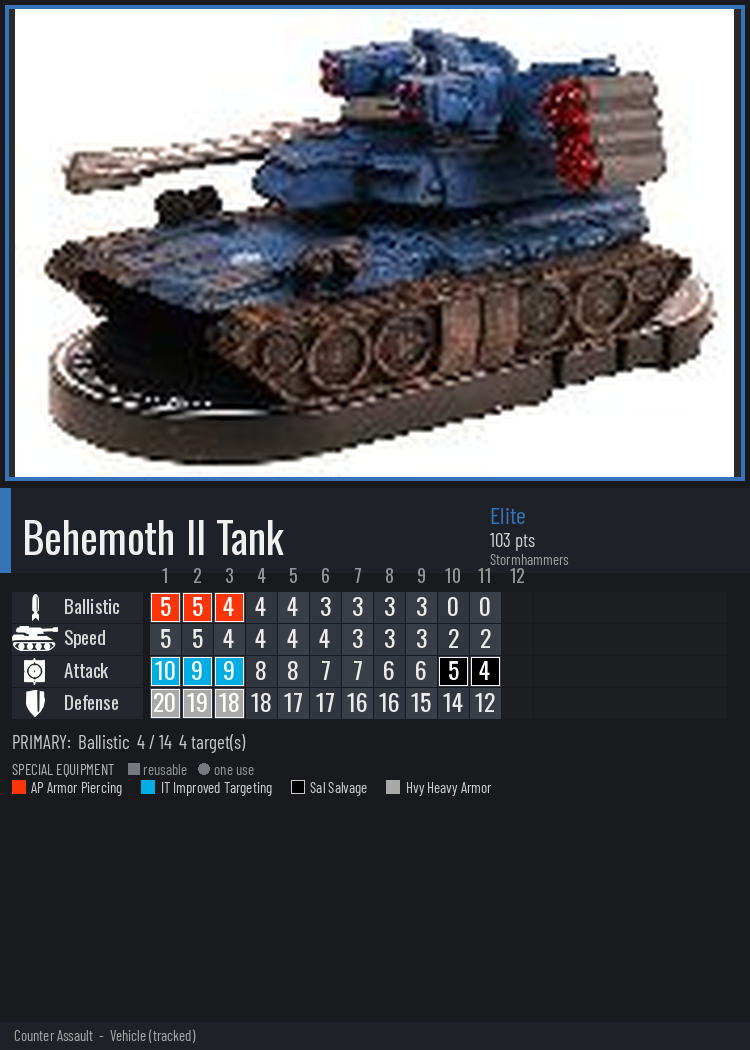 Behemoth II Tank
Elite
103 pts
Stormhammers
1 2 3 4 5 6 7 8 9 10 11 12
Ballistic 5 5 4 4 4 3 3 3 3 0 0
Speed 5 5 4 4 4 4 3 3 3 2 2
Attack 10 9 9 8 8 7 7 6 6 5 4
Defense 20 19 18 18 17 17 16 16 15 14 12
PRIMARY: Ballistic 4 / 14 4 target(s)
SPECIAL EQUIPMENT reusable one use
AP Armor Piercing IT Improved Targeting Sal Salvage Hvy Heavy Armor
Counter Assault - Vehicle (tracked)